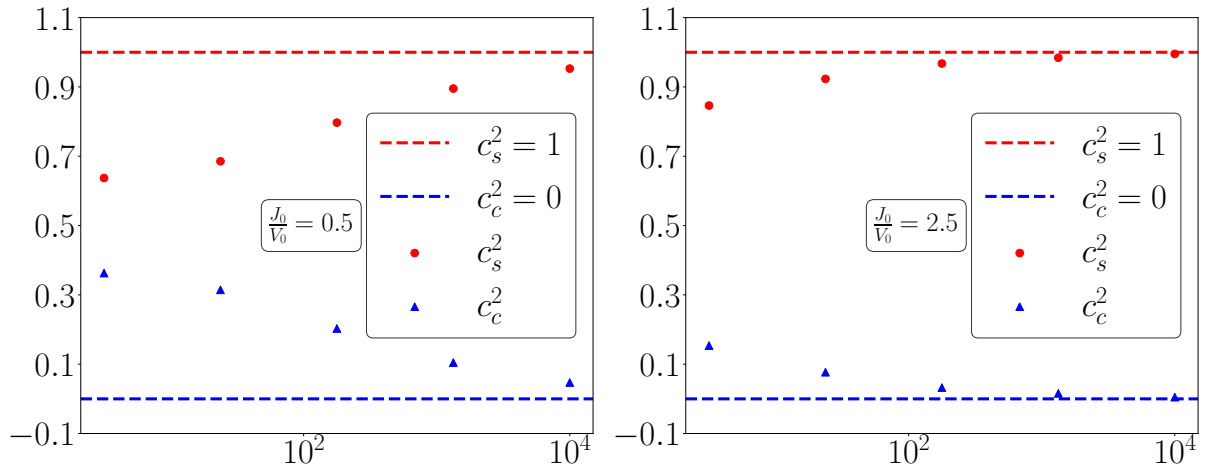 1.1
0.9
0.7
0.5
0.3
0.1
−0.1
10^2
10^4
J_0/V_0 = 0.5
c_s^2 = 1
c_c^2 = 0
c_s^2
c_c^2
1.1
0.9
0.7
0.5
0.3
0.1
−0.1
10^2
10^4
J_0/V_0 = 2.5
c_s^2 = 1
c_c^2 = 0
c_s^2
c_c^2